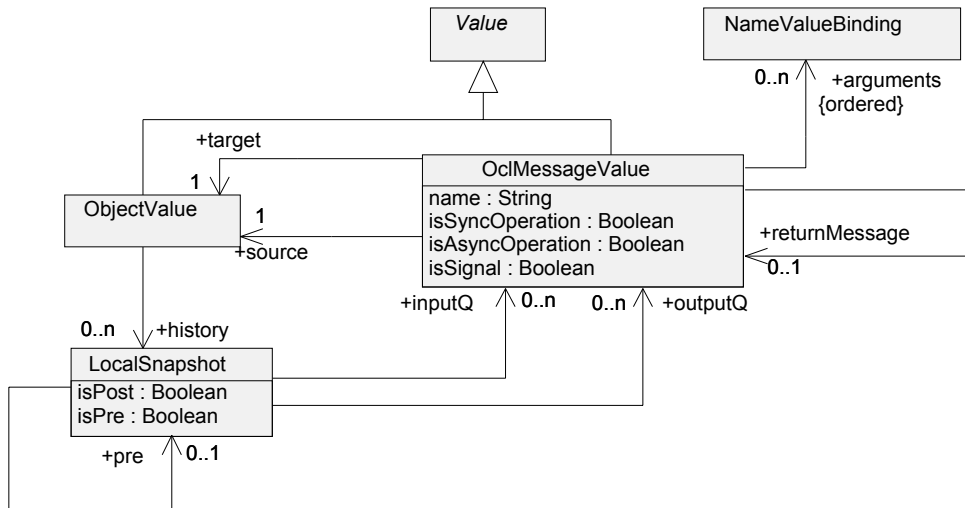 Value
NameValueBinding
0..n
+arguments
{ordered}
+target
1
OclMessageValue
name : String
isSyncOperation : Boolean
isAsyncOperation : Boolean
isSignal : Boolean
ObjectValue
1
+source
+returnMessage
0..1
+inputQ
0..n
0..n
+outputQ
0..n
+history
LocalSnapshot
isPost : Boolean
isPre : Boolean
+pre
0..1